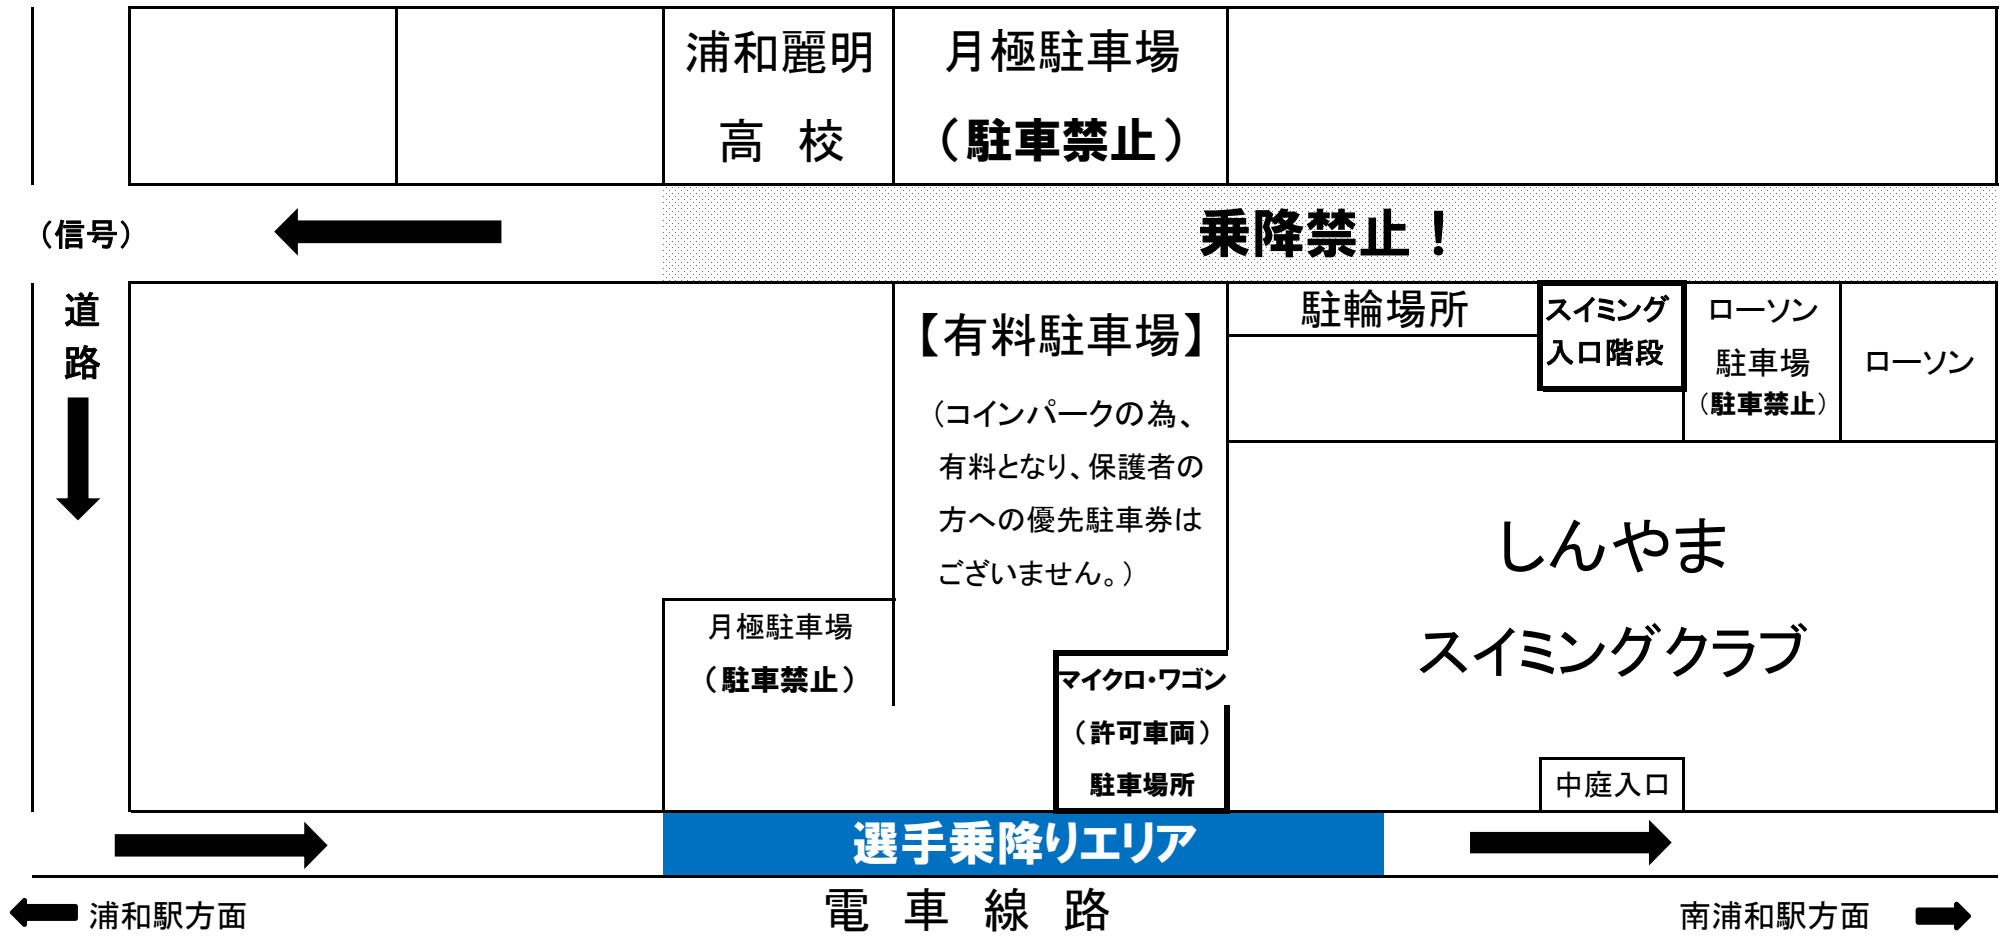 浦和麗明
高 校
月極駐車場
（駐車禁止）
（信号）
乗降禁止！
道
路
【有料駐車場】
（コインパークの為、
有料となり、保護者の
方への優先駐車券は
ございません。）
駐輪場所
スイミング
入口階段
ローソン
駐車場
（駐車禁止）
ローソン
しんやま
スイミングクラブ
月極駐車場
（駐車禁止）
マイクロ・ワゴン
（許可車両）
駐車場所
中庭入口
選手乗降りエリア
浦和駅方面
電 車 線 路
南浦和駅方面